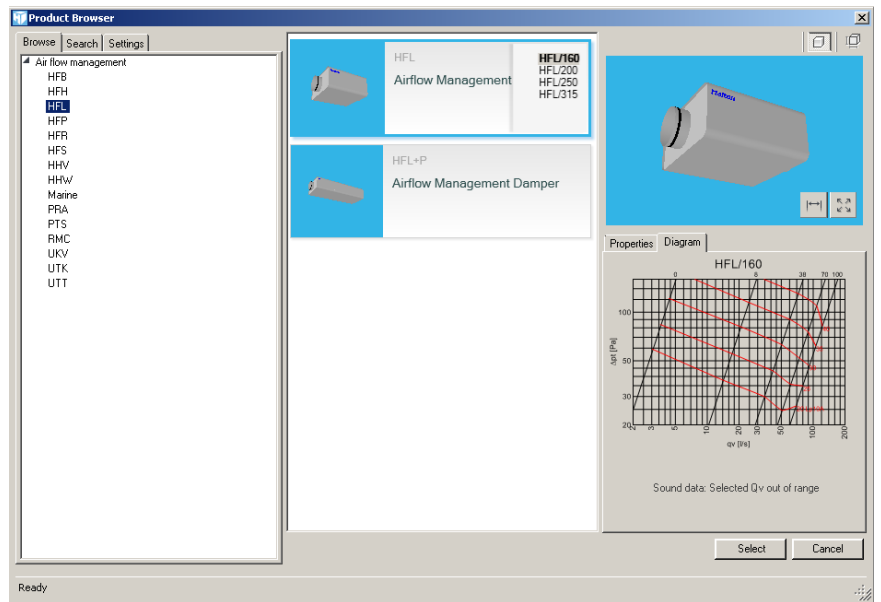 Product Browser
Browse Search Settings
Air flow management
HFB
HFH
HFL
HFP
HFR
HFS
HHV
HHW
Marine
PRA
PTS
RMC
UKV
UTK
UTT
HFL
Airflow Management
HFL/160
HFL/200
HFL/250
HFL/315
HFL+P
Airflow Management Damper
Halton
Properties Diagram
HFL/160
0 8 38 70 100
100
50
30
20
Δpt [Pa]
2 3 5 10 20 30 50 100 200
qv [l/s]
Sound data: Selected Qv out of range
Select Cancel
Ready